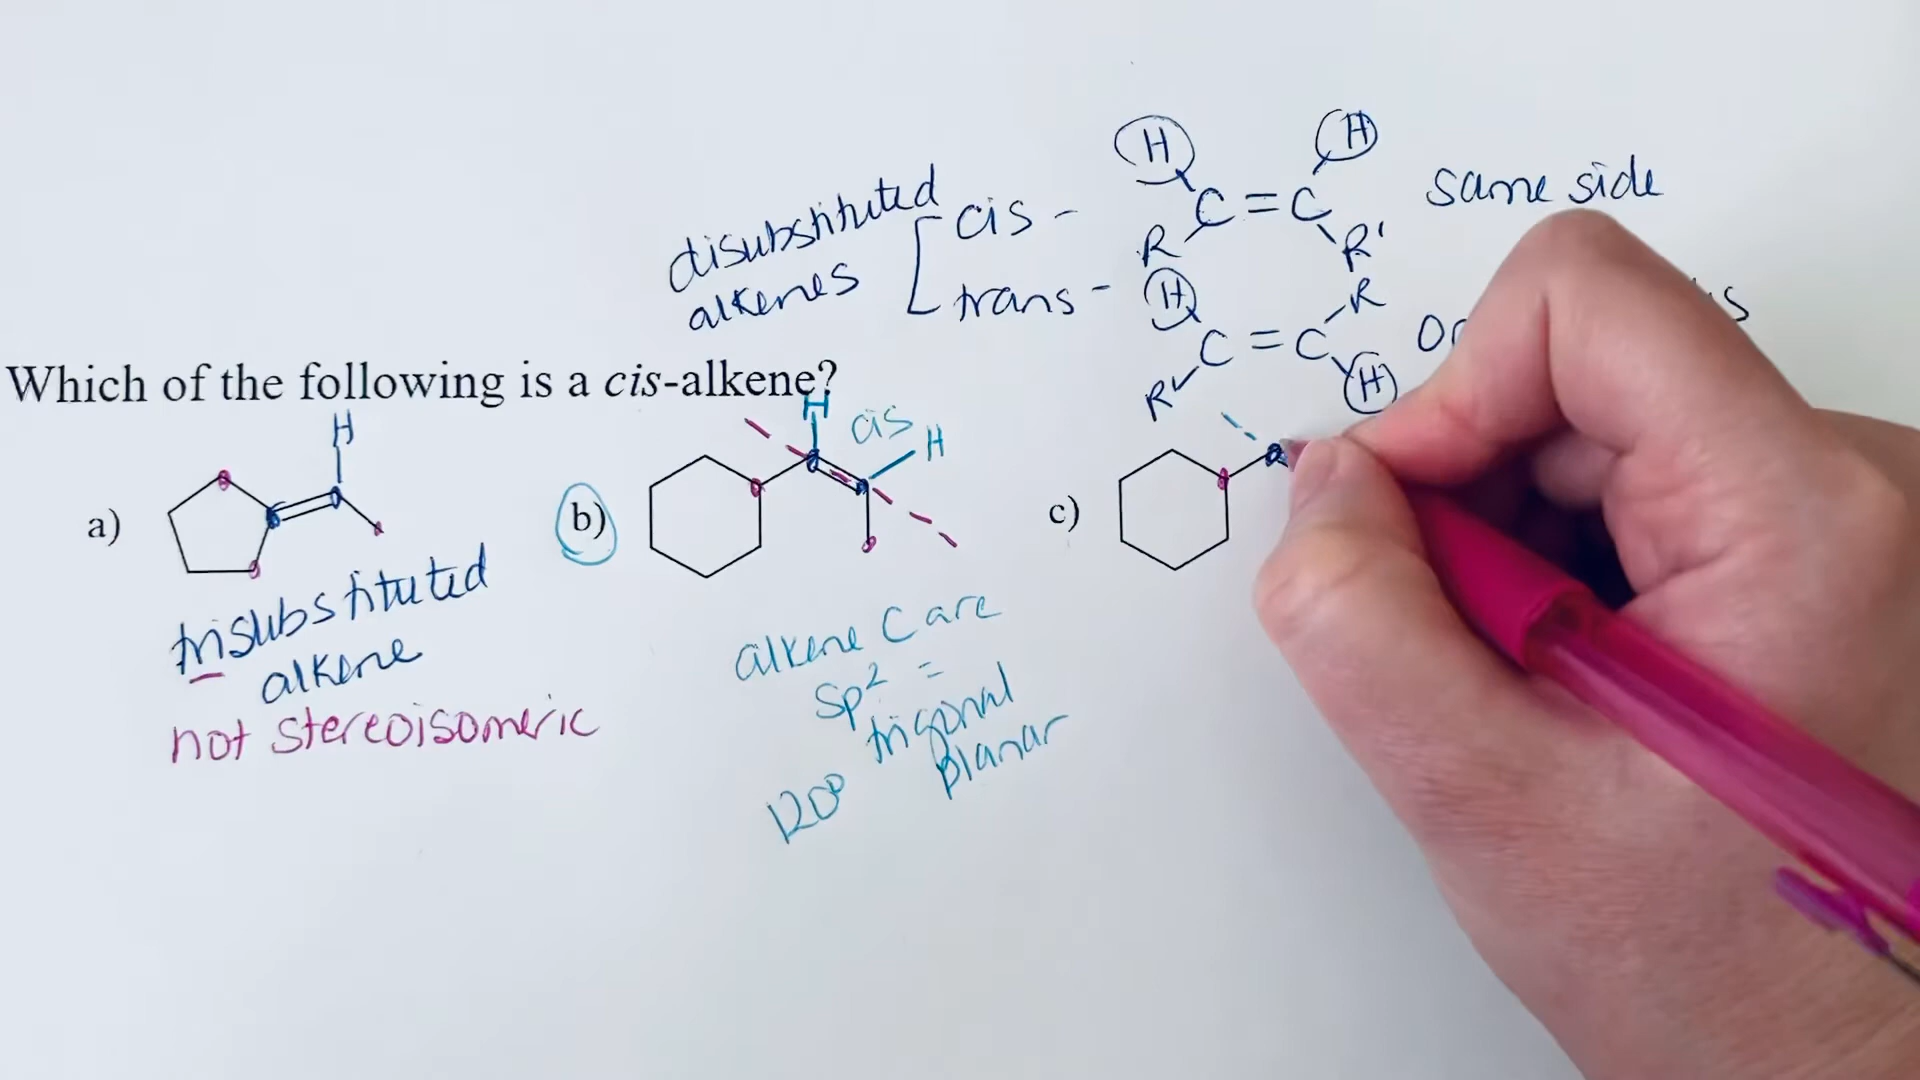 H H
disubstituted
alkenes
cis -
C = C
same side
R R'
trans -
H R
C = C
R H
Which of the following is a cis-alkene?
H
a)
trisubstituted
alkene
not stereoisomeric
H
cis
H
b)
alkene C are
sp² =
trigonal
planar
120°
c)